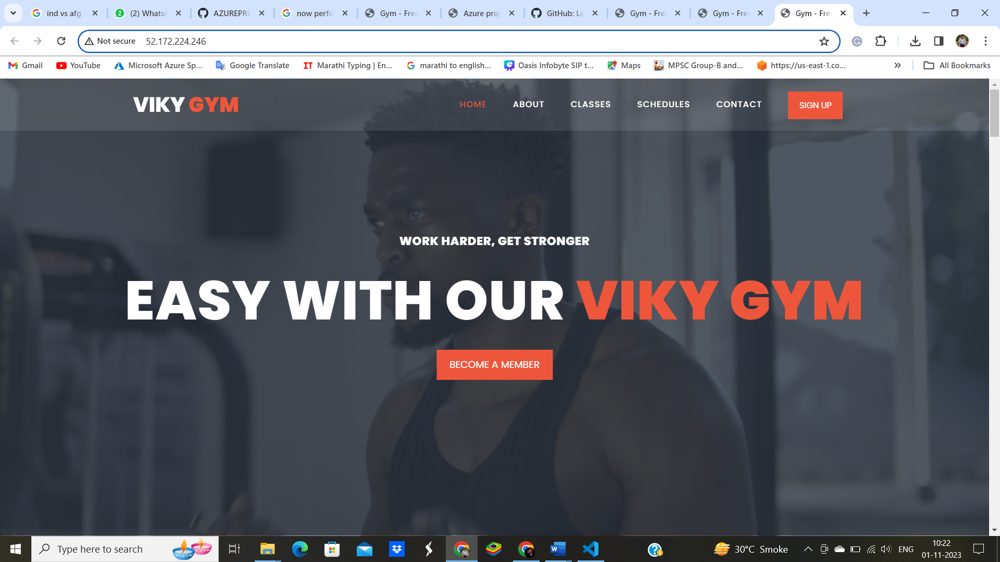 ind vs afg
(2) WhatsA
AZUREPRO
now perfo
Gym - Free
Azure proj
GitHub: Le
Gym - Free
Gym - Free
Gym - Free
Not secure
52.172.224.246
Gmail
YouTube
Microsoft Azure Sp...
Google Translate
IT Marathi Typing | En...
marathi to english...
Oasis Infobyte SIP t...
Maps
MPSC Group-B and...
https://us-east-1.co...
All Bookmarks
VIKY GYM
HOME
ABOUT
CLASSES
SCHEDULES
CONTACT
SIGN UP
WORK HARDER, GET STRONGER
EASY WITH OUR VIKY GYM
BECOME A MEMBER
Type here to search
30°C Smoke
ENG
10:22
01-11-2023